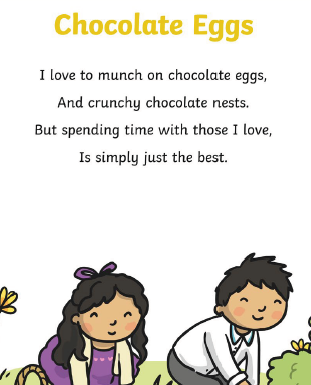 Chocolate Eggs
I love to munch on chocolate eggs,
And crunchy chocolate nests.
But spending time with those I love,
Is simply just the best.